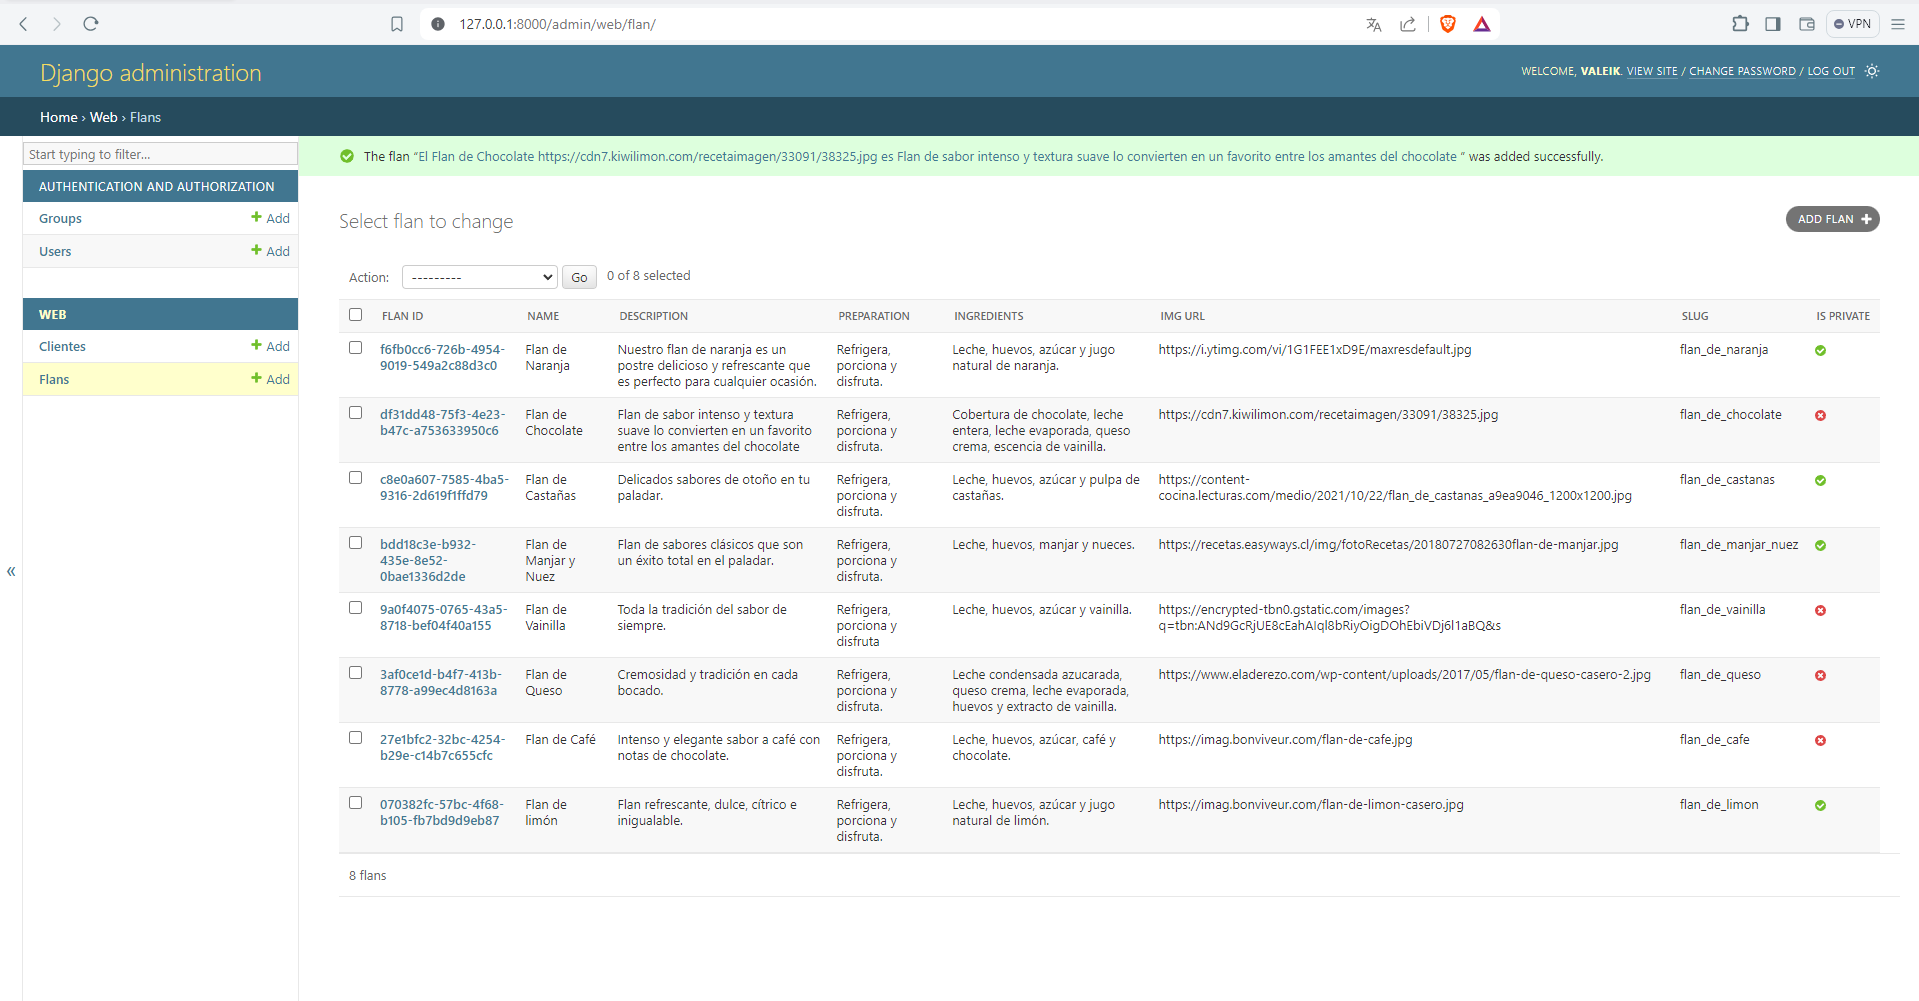 127.0.0.1:8000/admin/web/flan/
VPN
Django administration
WELCOME, VALEIK. VIEW SITE / CHANGE PASSWORD / LOG OUT
Home › Web › Flans
Start typing to filter...
AUTHENTICATION AND AUTHORIZATION
Groups
Add
Users
Add
WEB
Clientes
Add
Flans
Add
«
The flan “El Flan de Chocolate https://cdn7.kiwilimon.com/recetaimagen/33091/38325.jpg es Flan de sabor intenso y textura suave lo convierten en un favorito entre los amantes del chocolate ” was added successfully.
Select flan to change
ADD FLAN
Action:
---------
Go
0 of 8 selected
FLAN ID NAME DESCRIPTION PREPARATION INGREDIENTS IMG URL SLUG IS PRIVATE
f6fb0cc6-726b-4954- Flan de Nuestro flan de naranja es un Refrigera, Leche, huevos, azúcar y jugo https://i.ytimg.com/vi/1G1FEE1xD9E/maxresdefault.jpg flan_de_naranja
9019-549a2c88d3c0 Naranja postre delicioso y refrescante que porciona y natural de naranja.
es perfecto para cualquier ocasión. disfruta.
df31dd48-75f3-4e23- Flan de Flan de sabor intenso y textura Refrigera, Cobertura de chocolate, leche https://cdn7.kiwilimon.com/recetaimagen/33091/38325.jpg flan_de_chocolate
b47c-a753633950c6 Chocolate suave lo convierten en un favorito porciona y entera, leche evaporada, queso
entre los amantes del chocolate disfruta. crema, escencia de vainilla.
c8e0a607-7585-4ba5- Flan de Delicados sabores de otoño en tu Refrigera, Leche, huevos, azúcar y pulpa de https://content- flan_de_castanas
9316-2d619f1ffd79 Castañas paladar. porciona y castañas. cocina.lecturas.com/medio/2021/10/22/flan_de_castanas_a9ea9046_1200x1200.jpg
disfruta.
bdd18c3e-b932- Flan de Flan de sabores clásicos que son Refrigera, Leche, huevos, manjar y nueces. https://recetas.easyways.cl/img/fotoRecetas/20180727082630flan-de-manjar.jpg flan_de_manjar_nuez
435e-8e52- Manjar y un éxito total en el paladar. porciona y
0bae1336d2de Nuez disfruta.
9a0f4075-0765-43a5- Flan de Toda la tradición del sabor de Refrigera, Leche, huevos, azúcar y vainilla. https://encrypted-tbn0.gstatic.com/images? flan_de_vainilla
8718-bef04f40a155 Vainilla siempre. porciona y q=tbn:ANd9GcRjUE8cEahAIql8bRiyOigDOhEbiVDj6l1aBQ&s
disfruta
3af0ce1d-b4f7-413b- Flan de Cremosidad y tradición en cada Refrigera, Leche condensada azucarada, https://www.eladerezo.com/wp-content/uploads/2017/05/flan-de-queso-casero-2.jpg flan_de_queso
8778-a99ec4d8163a Queso bocado. porciona y queso crema, leche evaporada,
disfruta. huevos y extracto de vainilla.
27e1bfc2-32bc-4254- Flan de Café Intenso y elegante sabor a café con Refrigera, Leche, huevos, azúcar, café y https://imag.bonviveur.com/flan-de-cafe.jpg flan_de_cafe
b29e-c14b7c655cfc notas de chocolate. porciona y chocolate.
disfruta.
070382fc-57bc-4f68- Flan de Flan refrescante, dulce, cítrico e Refrigera, Leche, huevos, azúcar y jugo https://imag.bonviveur.com/flan-de-limon-casero.jpg flan_de_limon
b105-fb7bd9d9eb87 limón inigualable. porciona y natural de limón.
disfruta.
8 flans